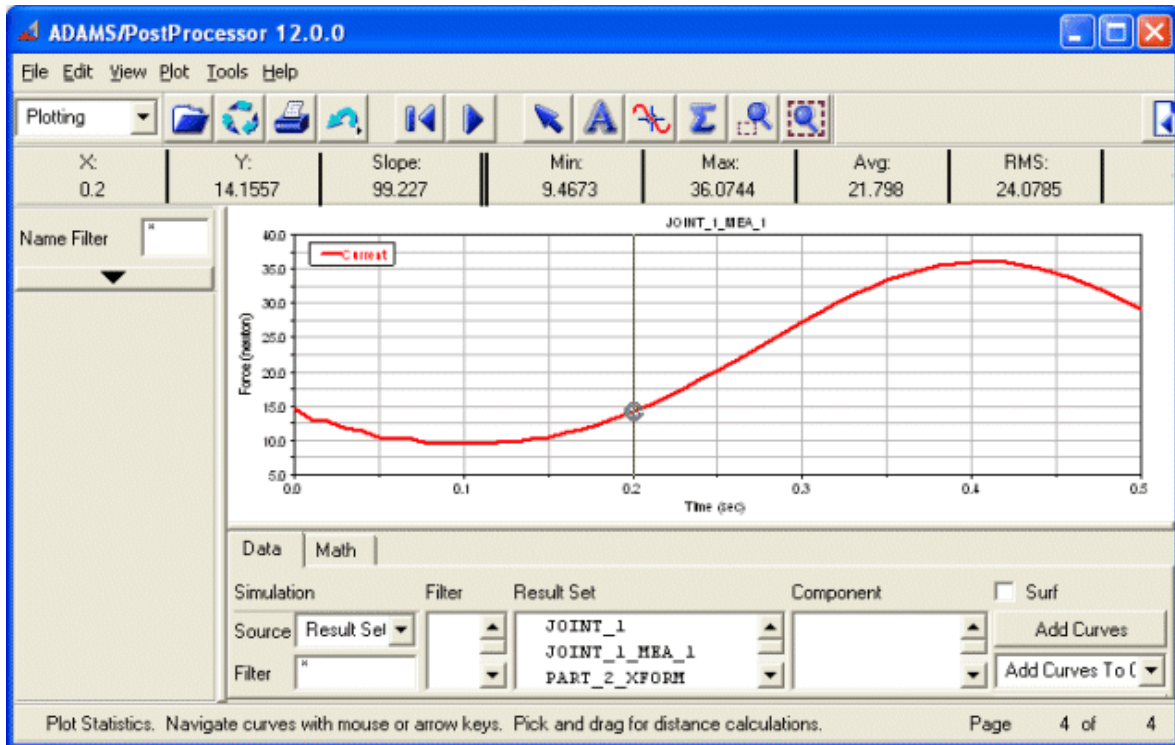 ADAMS/PostProcessor 12.0.0
File Edit View Plot Tools Help
Plotting
X: Y: Slope: Min: Max: Avg: RMS:
0.2 14.1557 99.227 9.4673 36.0744 21.798 24.0785
Name Filter *
JOINT_1_MEA_1
Current
40.0
35.0
30.0
25.0
20.0
15.0
10.0
5.0
Force (newton)
0.0 0.1 0.2 0.3 0.4 0.5
Time (sec)
Data Math
Simulation Filter Result Set Component Surf
Source Result Set JOINT_1 Add Curves
JOINT_1_MEA_1
Filter * PART_2_XFORM Add Curves To C
Plot Statistics. Navigate curves with mouse or arrow keys. Pick and drag for distance calculations. Page 4 of 4